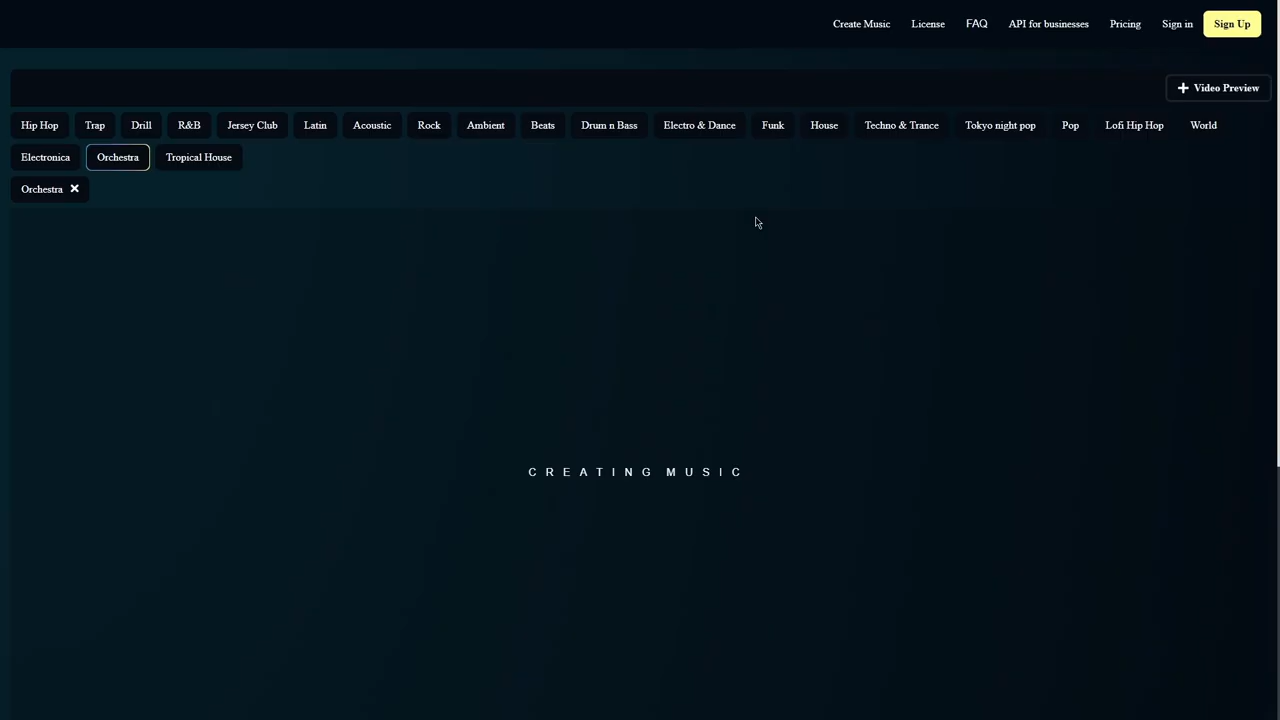 Create Music License FAQ API for businesses Pricing Sign in Sign Up
Video Preview
Hip Hop Trap Drill R&B Jersey Club Latin Acoustic Rock Ambient Beats Drum n Bass Electro & Dance Funk House Techno & Trance Tokyo night pop Pop Lofi Hip Hop World
Electronica Orchestra Tropical House
Orchestra
CREATING MUSIC